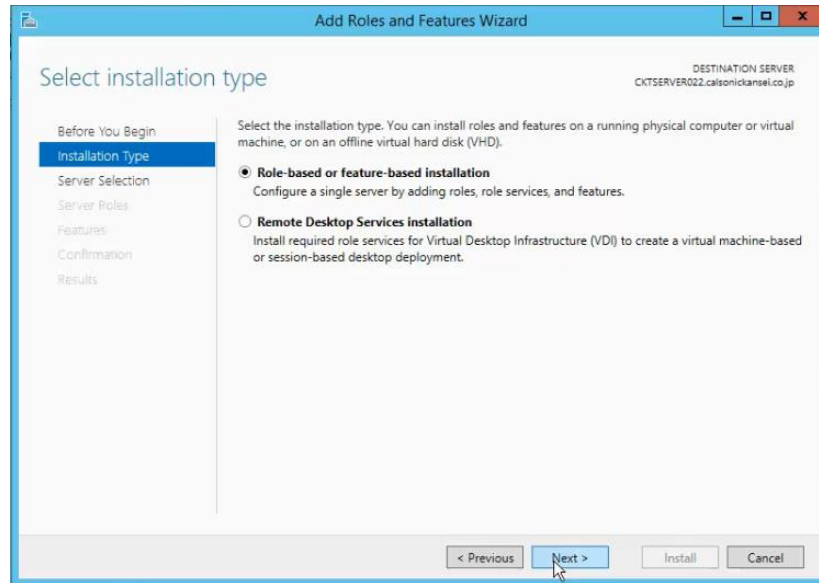 Add Roles and Features Wizard
Select installation type
DESTINATION SERVER
CKTSERVER022.calsonickansei.co.jp
Before You Begin
Installation Type
Server Selection
Server Roles
Features
Confirmation
Results
Select the installation type. You can install roles and features on a running physical computer or virtual
machine, or on an offline virtual hard disk (VHD).
Role-based or feature-based installation
Configure a single server by adding roles, role services, and features.
Remote Desktop Services installation
Install required role services for Virtual Desktop Infrastructure (VDI) to create a virtual machine-based
or session-based desktop deployment.
< Previous
Next >
Install
Cancel